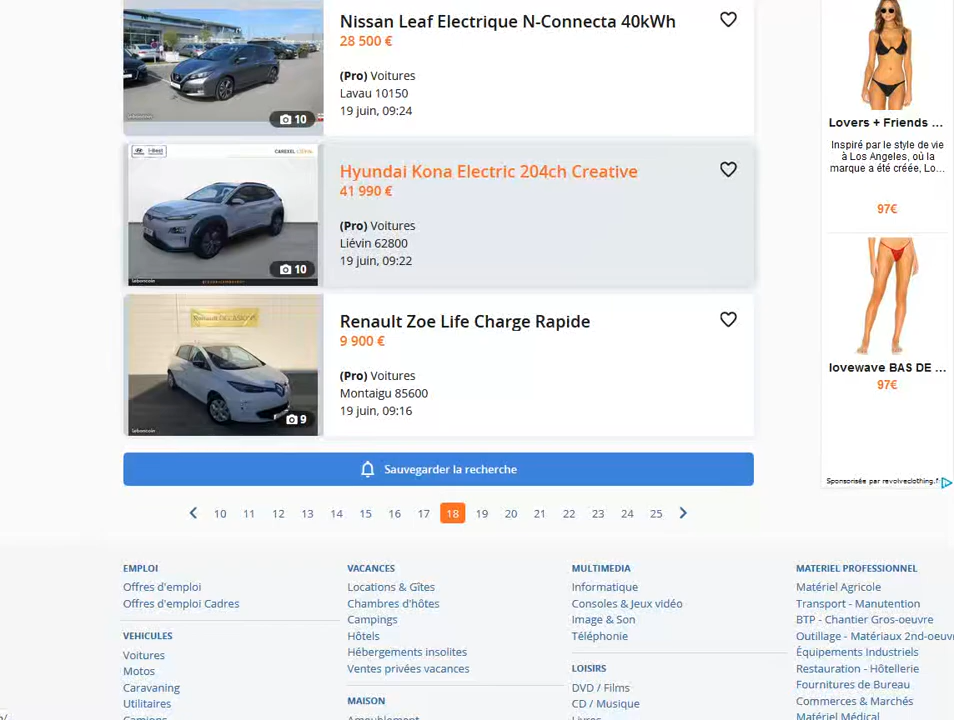 Nissan Leaf Electrique N-Connecta 40kWh
28 500 €
(Pro) Voitures
Lavau 10150
19 juin, 09:24
10
Hyundai Kona Electric 204ch Creative
41 990 €
(Pro) Voitures
Liévin 62800
19 juin, 09:22
10
Renault Zoe Life Charge Rapide
9 900 €
(Pro) Voitures
Montaigu 85600
19 juin, 09:16
9
Renault OCCASIONS
leboncoin
Sauvegarder la recherche
10 11 12 13 14 15 16 17 18 19 20 21 22 23 24 25
Lovers + Friends ...
Inspiré par le style de vie
à Los Angeles, où la
marque a été créée, Lo...
97€
lovewave BAS DE ...
97€
Sponsorisée par revolveclothing.f
EMPLOI
Offres d'emploi
Offres d'emploi Cadres
VEHICULES
Voitures
Motos
Caravaning
Utilitaires
Camions
VACANCES
Locations & Gîtes
Chambres d'hôtes
Campings
Hôtels
Hébergements insolites
Ventes privées vacances
MAISON
Ameublement
MULTIMEDIA
Informatique
Consoles & Jeux vidéo
Image & Son
Téléphonie
LOISIRS
DVD / Films
CD / Musique
Livres
MATERIEL PROFESSIONNEL
Matériel Agricole
Transport - Manutention
BTP - Chantier Gros-oeuvre
Outillage - Matériaux 2nd-oeuv
Équipements Industriels
Restauration - Hôtellerie
Fournitures de Bureau
Commerces & Marchés
Matériel Médical